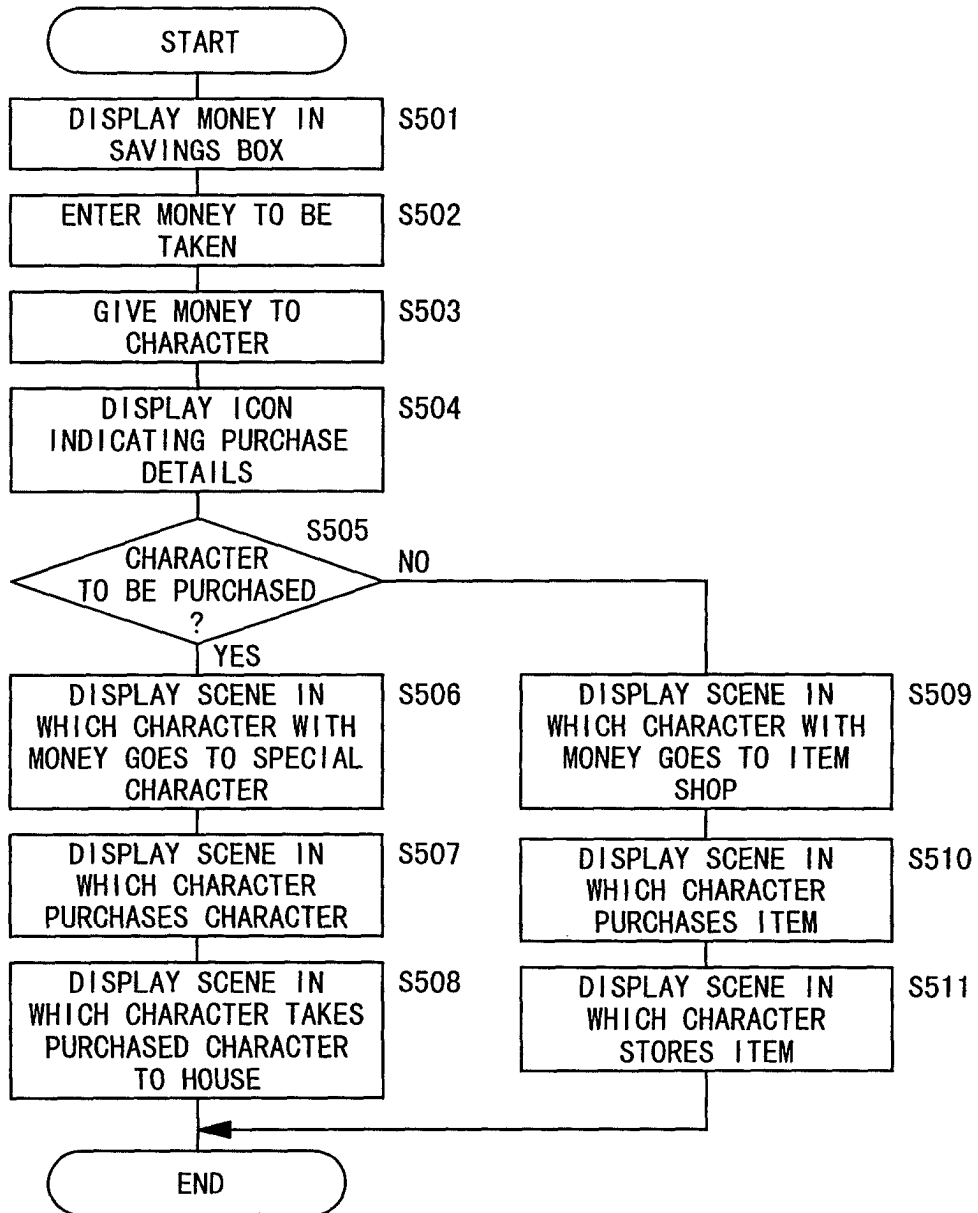 START
DISPLAY MONEY IN
SAVINGS BOX
S501
ENTER MONEY TO BE
TAKEN
S502
GIVE MONEY TO
CHARACTER
S503
DISPLAY ICON
INDICATING PURCHASE
DETAILS
S504
S505
CHARACTER
TO BE PURCHASED
?
NO
YES
DISPLAY SCENE IN
WHICH CHARACTER WITH
MONEY GOES TO SPECIAL
CHARACTER
S506
DISPLAY SCENE IN
WHICH CHARACTER
PURCHASES CHARACTER
S507
DISPLAY SCENE IN
WHICH CHARACTER TAKES
PURCHASED CHARACTER
TO HOUSE
S508
DISPLAY SCENE IN
WHICH CHARACTER WITH
MONEY GOES TO ITEM
SHOP
S509
DISPLAY SCENE IN
WHICH CHARACTER
PURCHASES ITEM
S510
DISPLAY SCENE IN
WHICH CHARACTER
STORES ITEM
S511
END